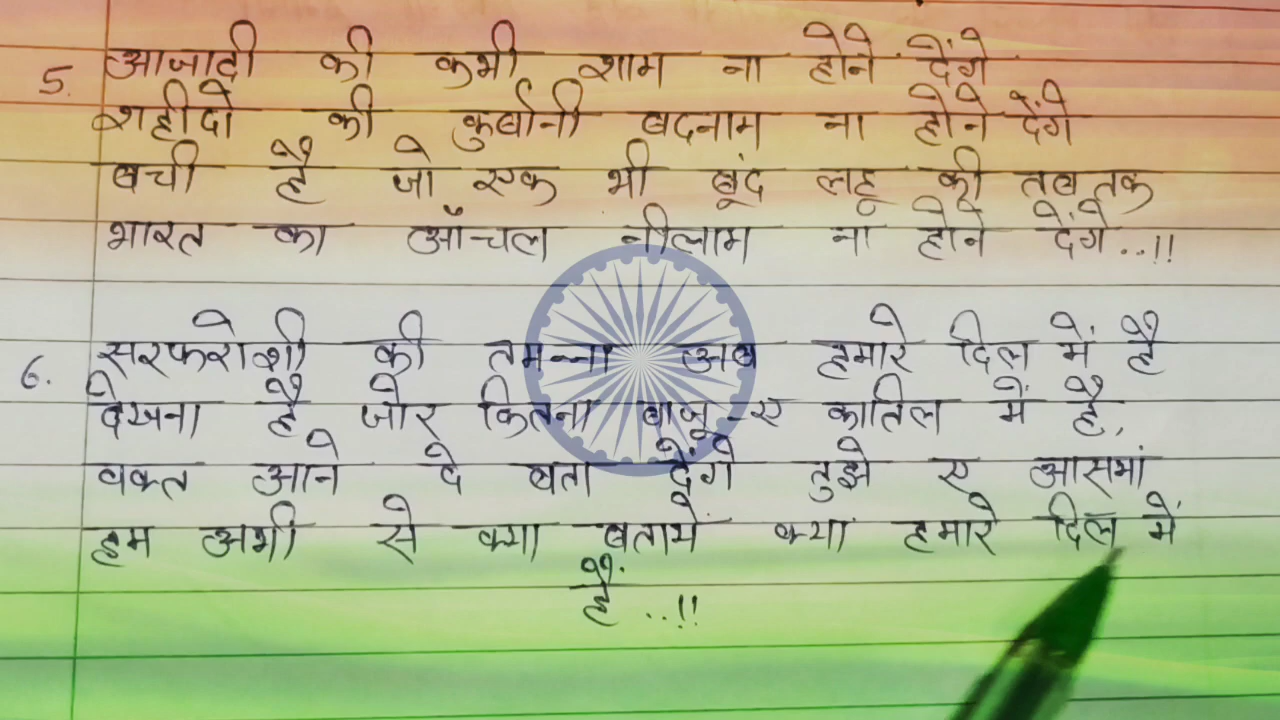 5. आजादी की कभी शाम ना होने देंगे
शहीदो की कुर्बानी बदनाम ना होने देंगे
बची है जो एक भी बूंद लहू की तब तक
भारत का आँचल नीलाम ना होने देंगे..!!
6. सरफरोशी की तमन्ना अब हमारे दिल में है
देखना है जोर कितना बाजू-ए कातिल में है,
वक्त आने दे बता देंगे तुझे ए आसमां
हम अभी से क्या बतायें क्या हमारे दिल में
है..!!